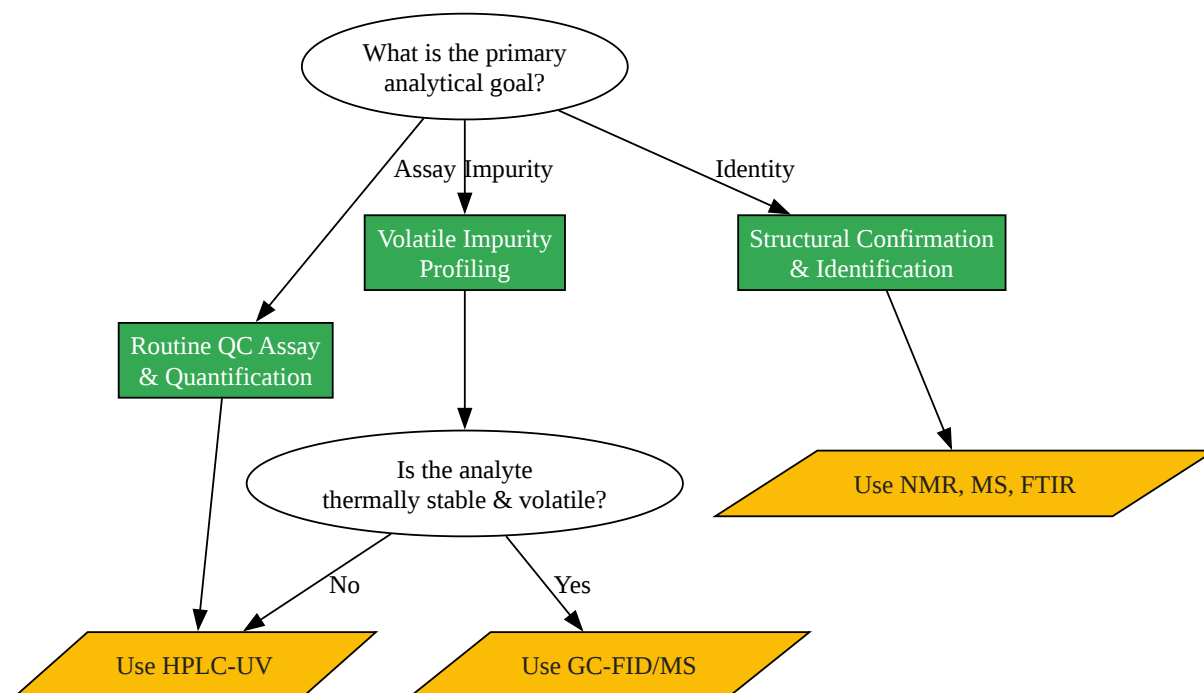 What is the primary
analytical goal?
Assay
Impurity
Identity
Volatile Impurity
Profiling
Structural Confirmation
& Identification
Routine QC Assay
& Quantification
Is the analyte
thermally stable & volatile?
Use NMR, MS, FTIR
No
Yes
Use HPLC-UV
Use GC-FID/MS